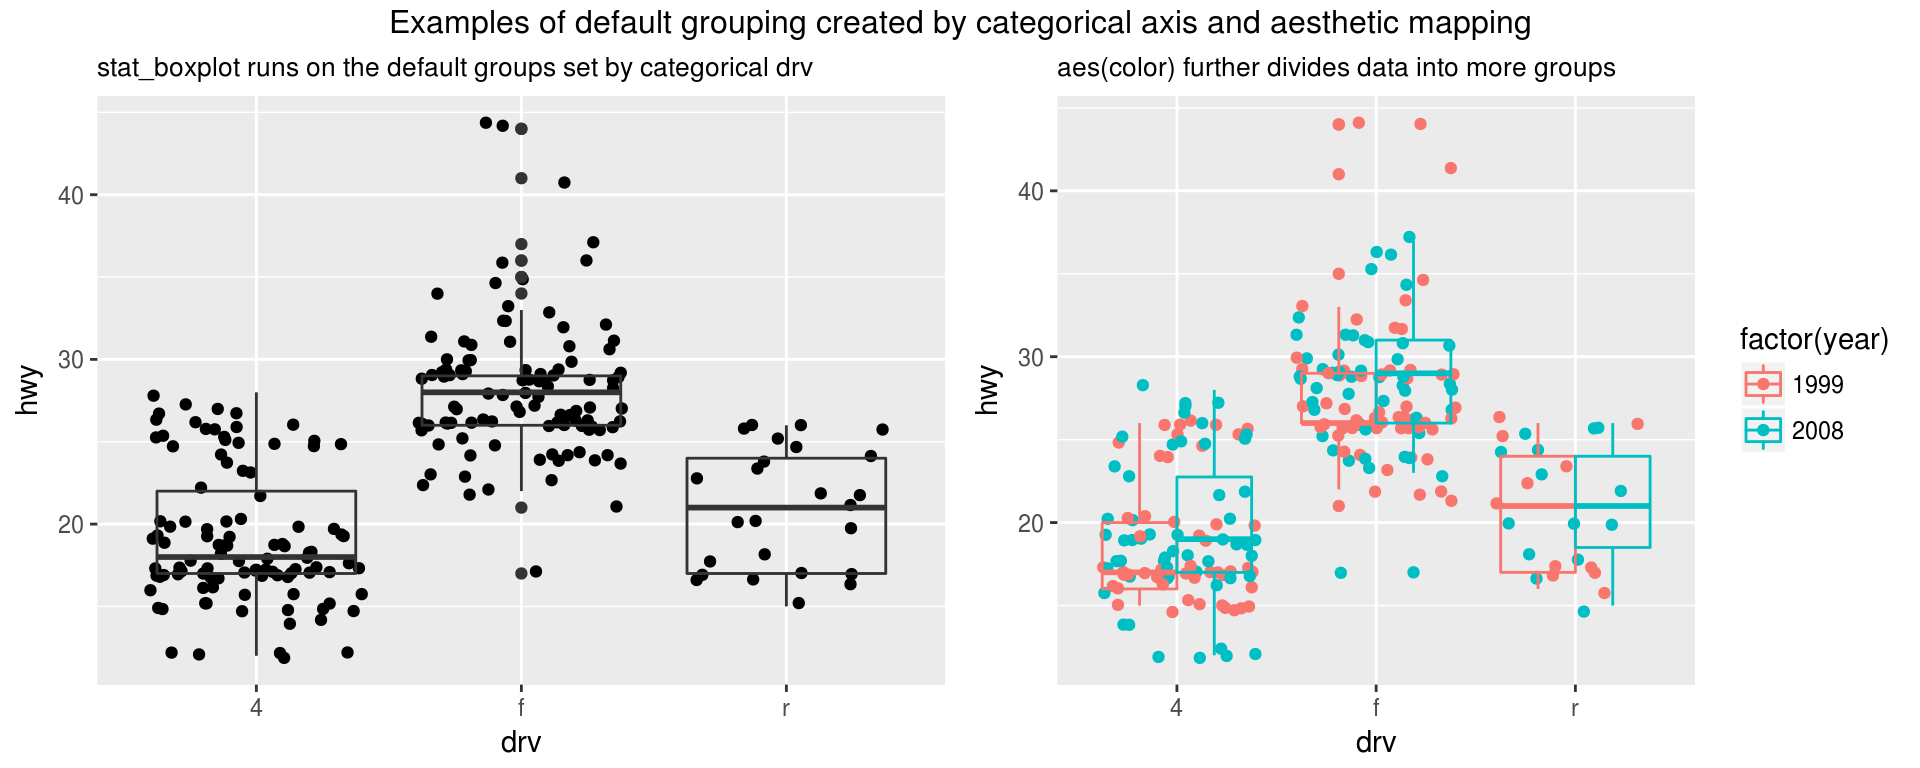 Examples of default grouping created by categorical axis and aesthetic mapping
stat_boxplot runs on the default groups set by categorical drv
hwy
40
30
20
4 f r
drv
aes(color) further divides data into more groups
hwy
40
30
20
4 f r
drv
factor(year)
1999
2008